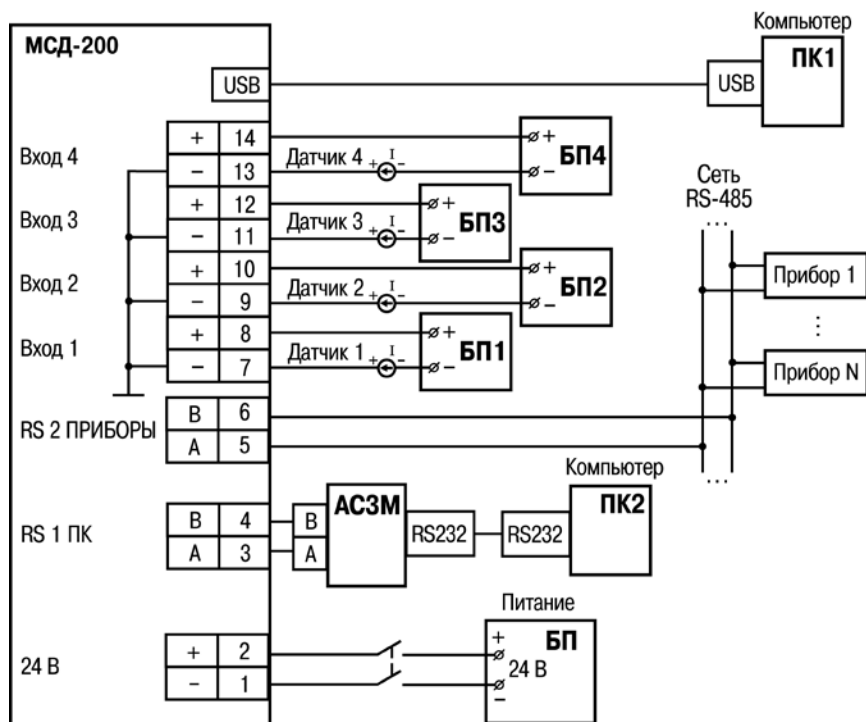 Компьютер
МСД-200
ПК1
USB
USB
Вход 4
+ 14
− 13
Датчик 4 + I −
+ БП4
−
Сеть
RS-485
...
Вход 3
+ 12
− 11
Датчик 3 + I −
+ БП3
−
Вход 2
+ 10
− 9
Датчик 2 + I −
+ БП2
−
Прибор 1
...
Вход 1
+ 8
− 7
Датчик 1 + I −
+ БП1
−
Прибор N
RS 2 ПРИБОРЫ
B 6
A 5
...
Компьютер
RS 1 ПК
B 4
A 3
B
A
АС3М
RS232
RS232
ПК2
Питание
24 В
+ 2
− 1
+
БП
24 В
−